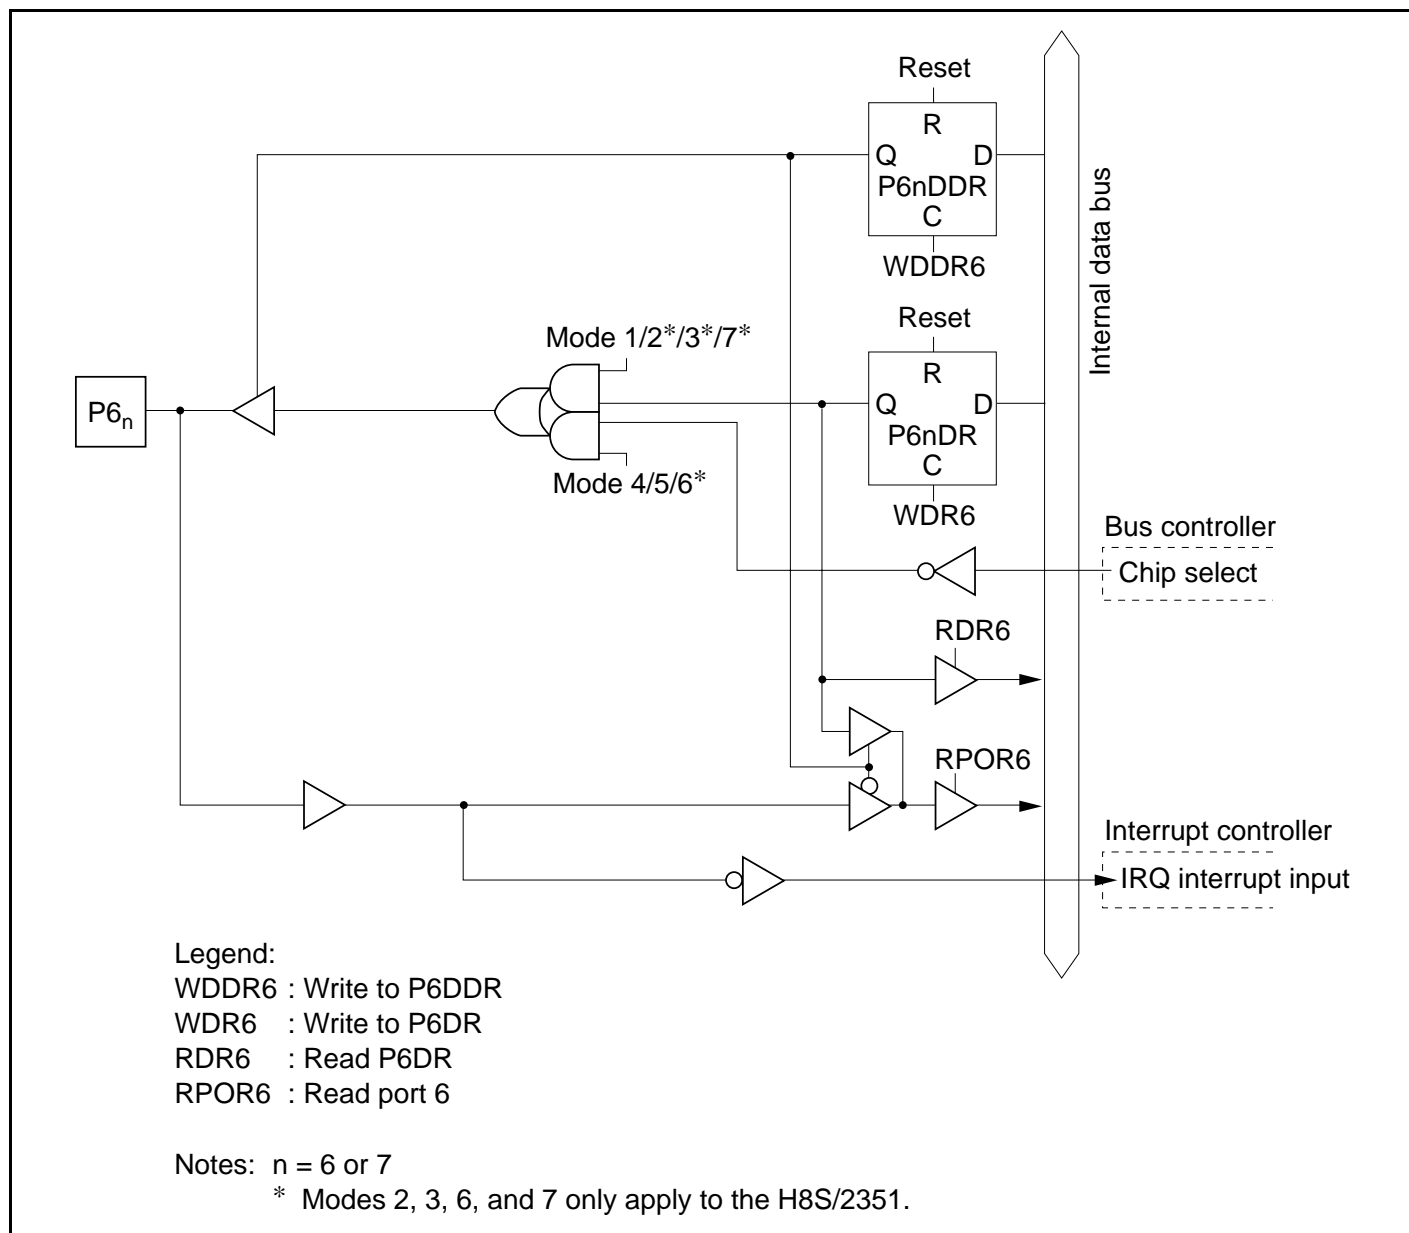 Reset
R
Q D
P6nDDR
C
WDDR6
Internal data bus
Reset
Mode 1/2*/3*/7*
R
Q D
P6n
P6nDR
C
Mode 4/5/6*
WDR6
Bus controller
Chip select
RDR6
RPOR6
Interrupt controller
IRQ interrupt input
Legend:
WDDR6 : Write to P6DDR
WDR6 : Write to P6DR
RDR6 : Read P6DR
RPOR6 : Read port 6
Notes: n = 6 or 7
* Modes 2, 3, 6, and 7 only apply to the H8S/2351.